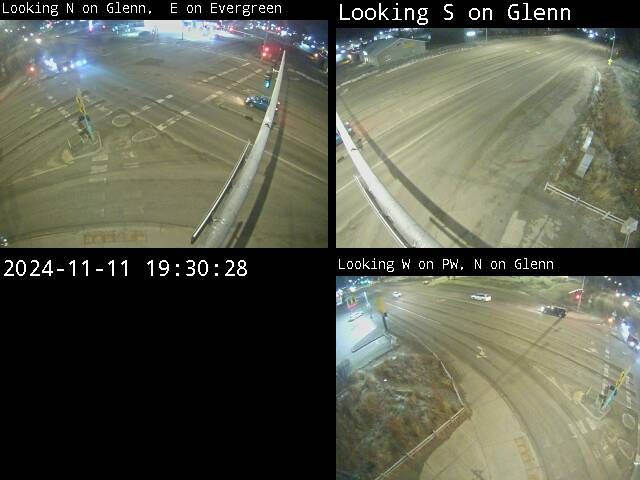 Looking N on Glenn,  E on Evergreen
Looking S on Glenn
2024-11-11 19:30:28
Looking W on PW, N on Glenn